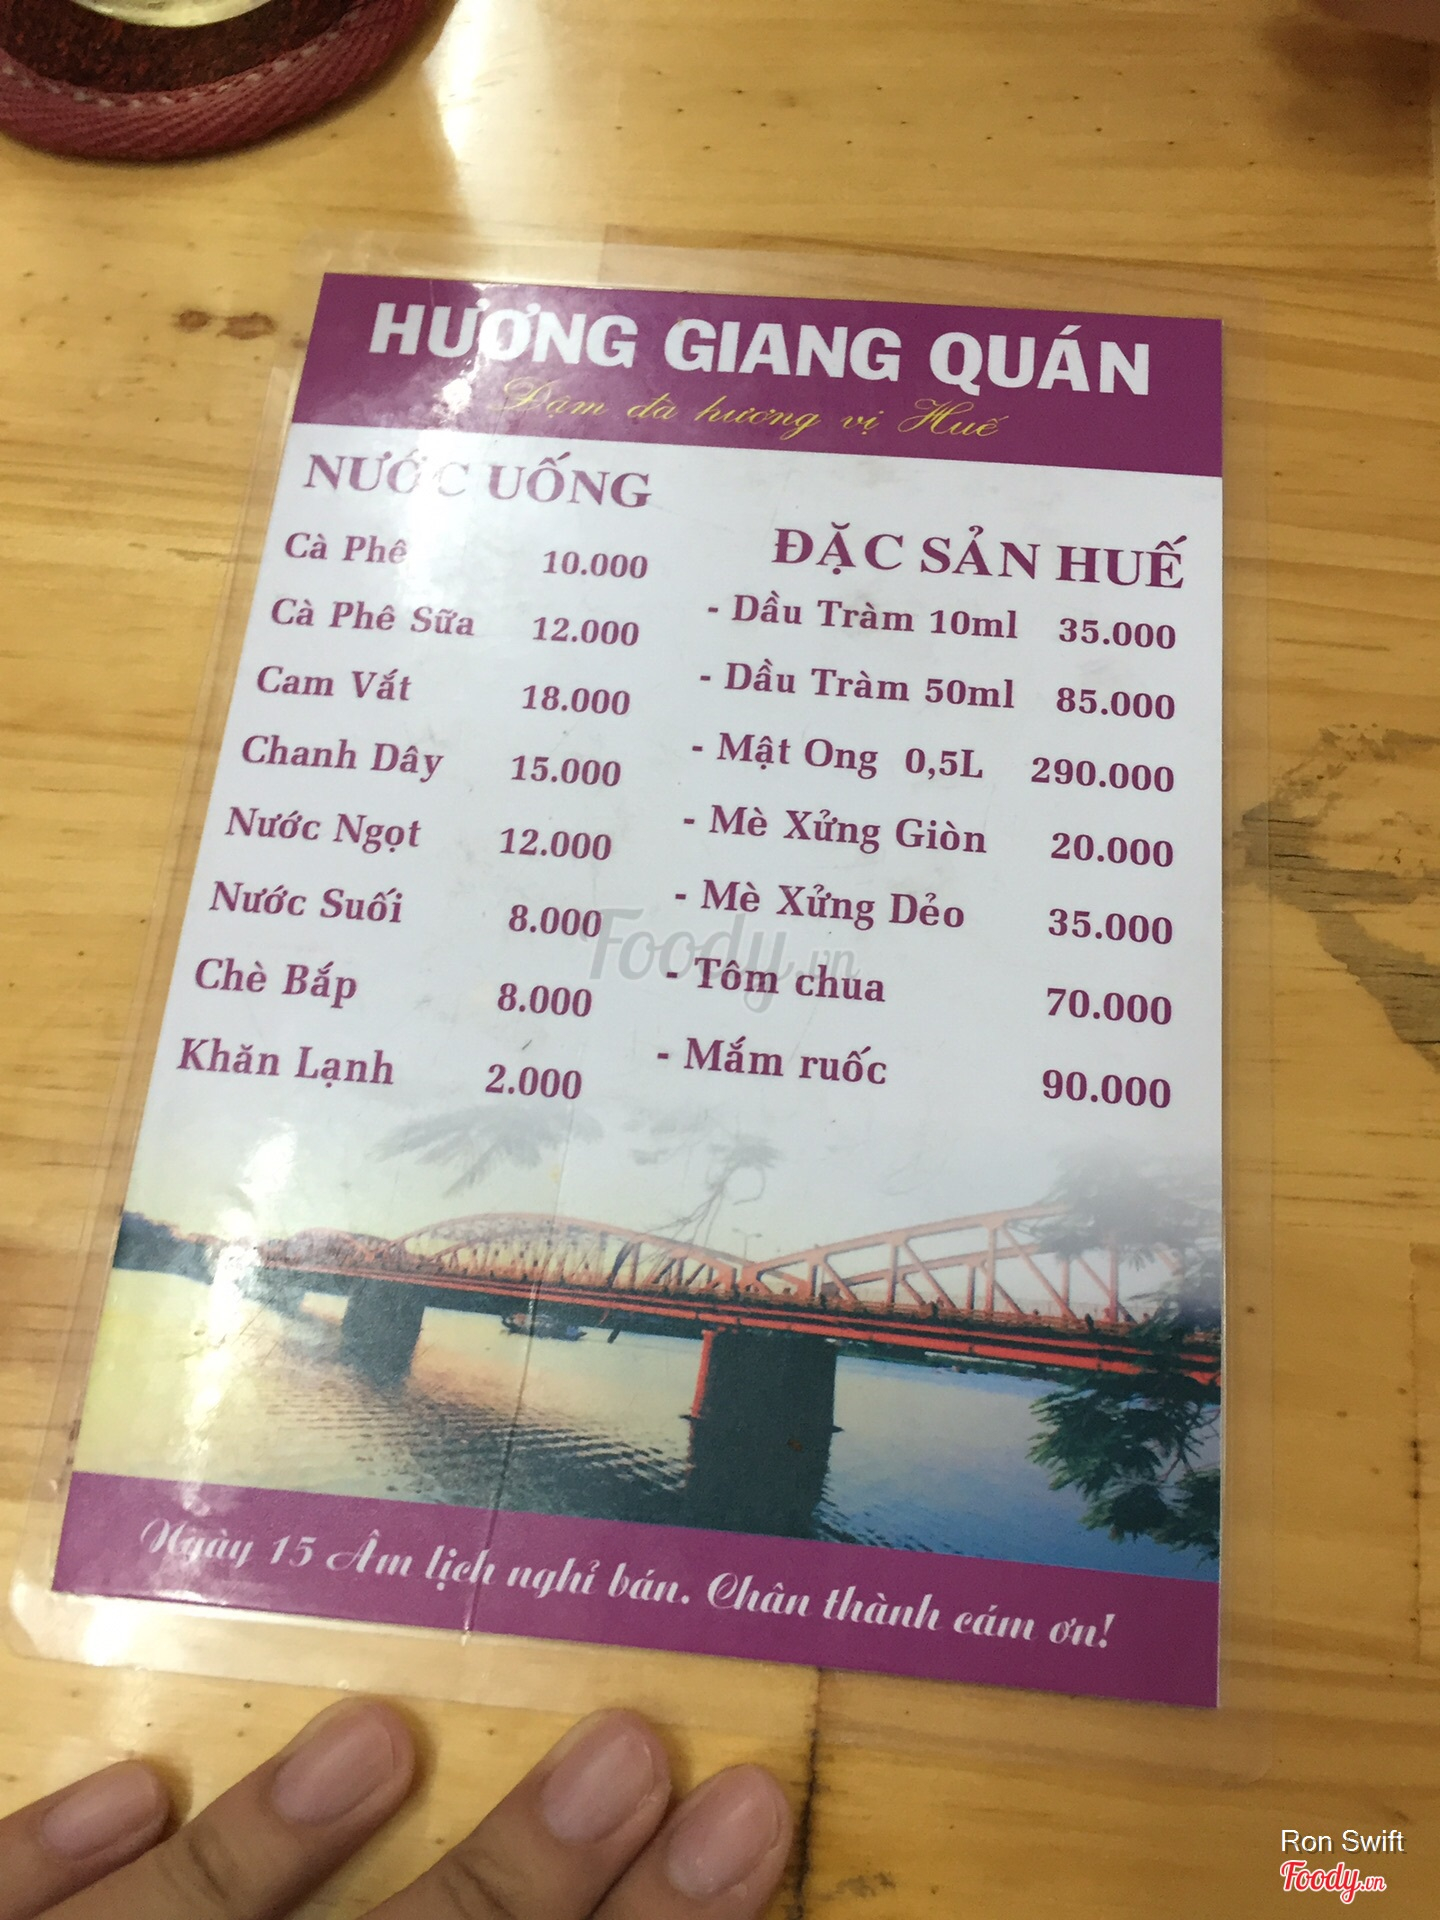 HƯƠNG GIANG QUÁN
Đậm đà hương vị Huế
NƯỚC UỐNG
Cà Phê 10.000
Cà Phê Sữa 12.000
Cam Vắt 18.000
Chanh Dây 15.000
Nước Ngọt 12.000
Nước Suối 8.000
Chè Bắp 8.000
Khăn Lạnh 2.000
ĐẶC SẢN HUẾ
- Dầu Tràm 10ml 35.000
- Dầu Tràm 50ml 85.000
- Mật Ong 0,5L 290.000
- Mè Xửng Giòn 20.000
- Mè Xửng Dẻo 35.000
- Tôm chua 70.000
- Mắm ruốc 90.000
Foody.vn
Ngày 15 Âm lịch nghỉ bán. Chân thành cám ơn!
Ron Swift
Foody.vn